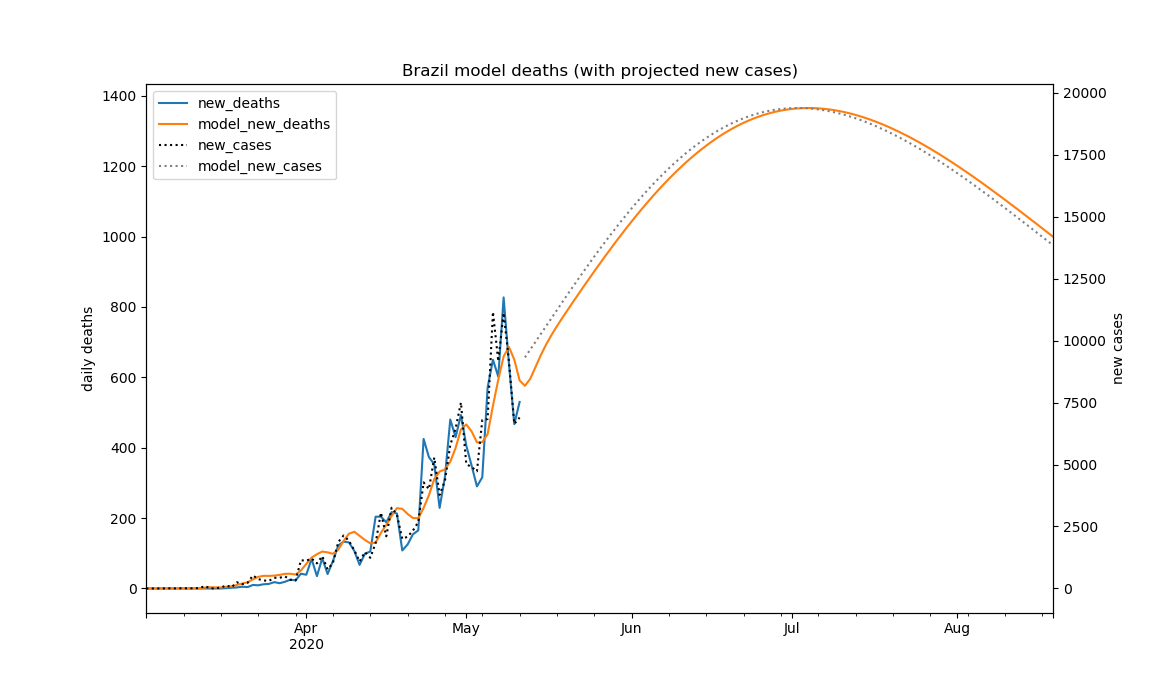 Brazil model deaths (with projected new cases)
new_deaths
model_new_deaths
new_cases
model_new_cases
daily deaths
1400
1200
1000
800
600
400
200
0
new cases
20000
17500
15000
12500
10000
7500
5000
2500
0
Apr
2020
May
Jun
Jul
Aug